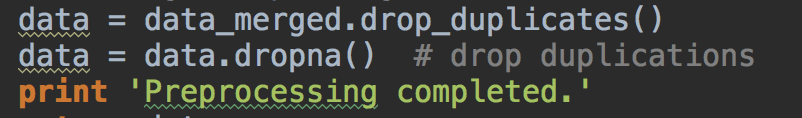 data = data_merged.drop_duplicates()
data = data.dropna()  # drop duplications
print 'Preprocessing completed.'